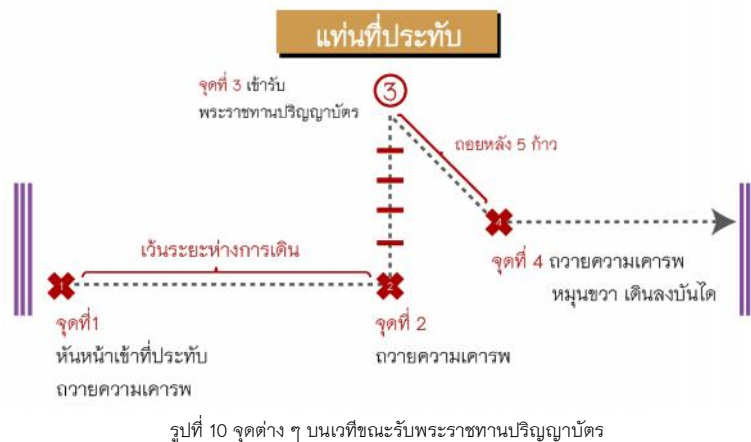 แท่นที่ประทับ
จุดที่ 3 เข้ารับ
พระราชทานปริญญาบัตร
3
ถอยหลัง 5 ก้าว
4
เว้นระยะห่างการเดิน
จุดที่ 4 ถวายความเคารพ
หมุนขวา เดินลงบันได
1
2
จุดที่1
หันหน้าเข้าที่ประทับ
ถวายความเคารพ
จุดที่ 2
ถวายความเคารพ
รูปที่ 10 จุดต่าง ๆ บนเวทีขณะรับพระราชทานปริญญาบัตร